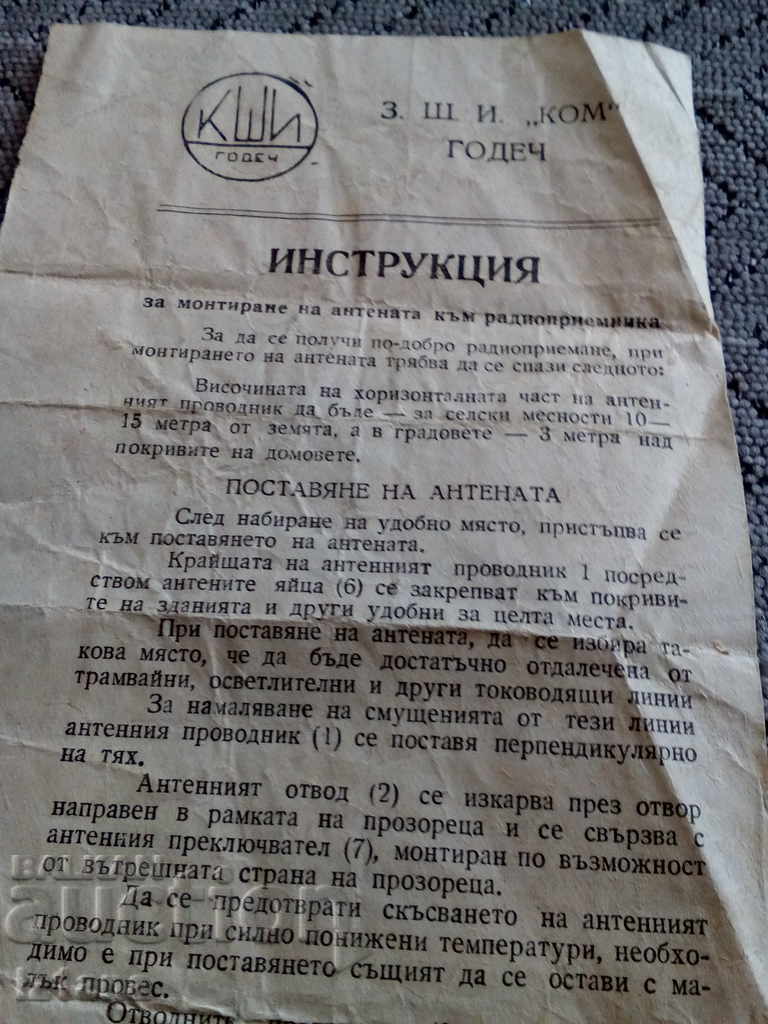 КШИ
ГОДЕЧ
З. Ш. И. „КОМ“
ГОДЕЧ
ИНСТРУКЦИЯ
за монтиране на антената към радиоприемника
За да се получи по-добро радиоприемане, при
монтирането на антената трябва да се спази следното:
Височината на хоризонталната част на антен-
ният проводник да бъде — за селски месности 10—
15 метра от земята, а в градовете — 3 метра над
покривите на домовете.
ПОСТАВЯНЕ НА АНТЕНАТА
След набиране на удобно място, пристъпва се
към поставянето на антената.
Крайщата на антенният проводник 1 посред-
ством антените яйца (6) се закрепват към покриви-
те на зданията и други удобни за целта места.
При поставяне на антената, да се избира та-
кова място, че да бъде достатъчно отдалечена от
трамвайни, осветлителни и други тоководящи линии
За намаляване на смущенията от тези линии
антенния проводник (1) се поставя перпендикулярно
на тях.
Антенният отвод (2) се изкарва през отвор
направен в рамката на прозореца и се свързва с
антенния преключвател (7), монтиран по възможност
от вътрешната страна на прозореца.
Да се предотврати скъсването на антенният
проводник при силно понижени температури, необхо-
димо е при поставянето същият да се остави с ма-
лък провес.
Отводните
auction